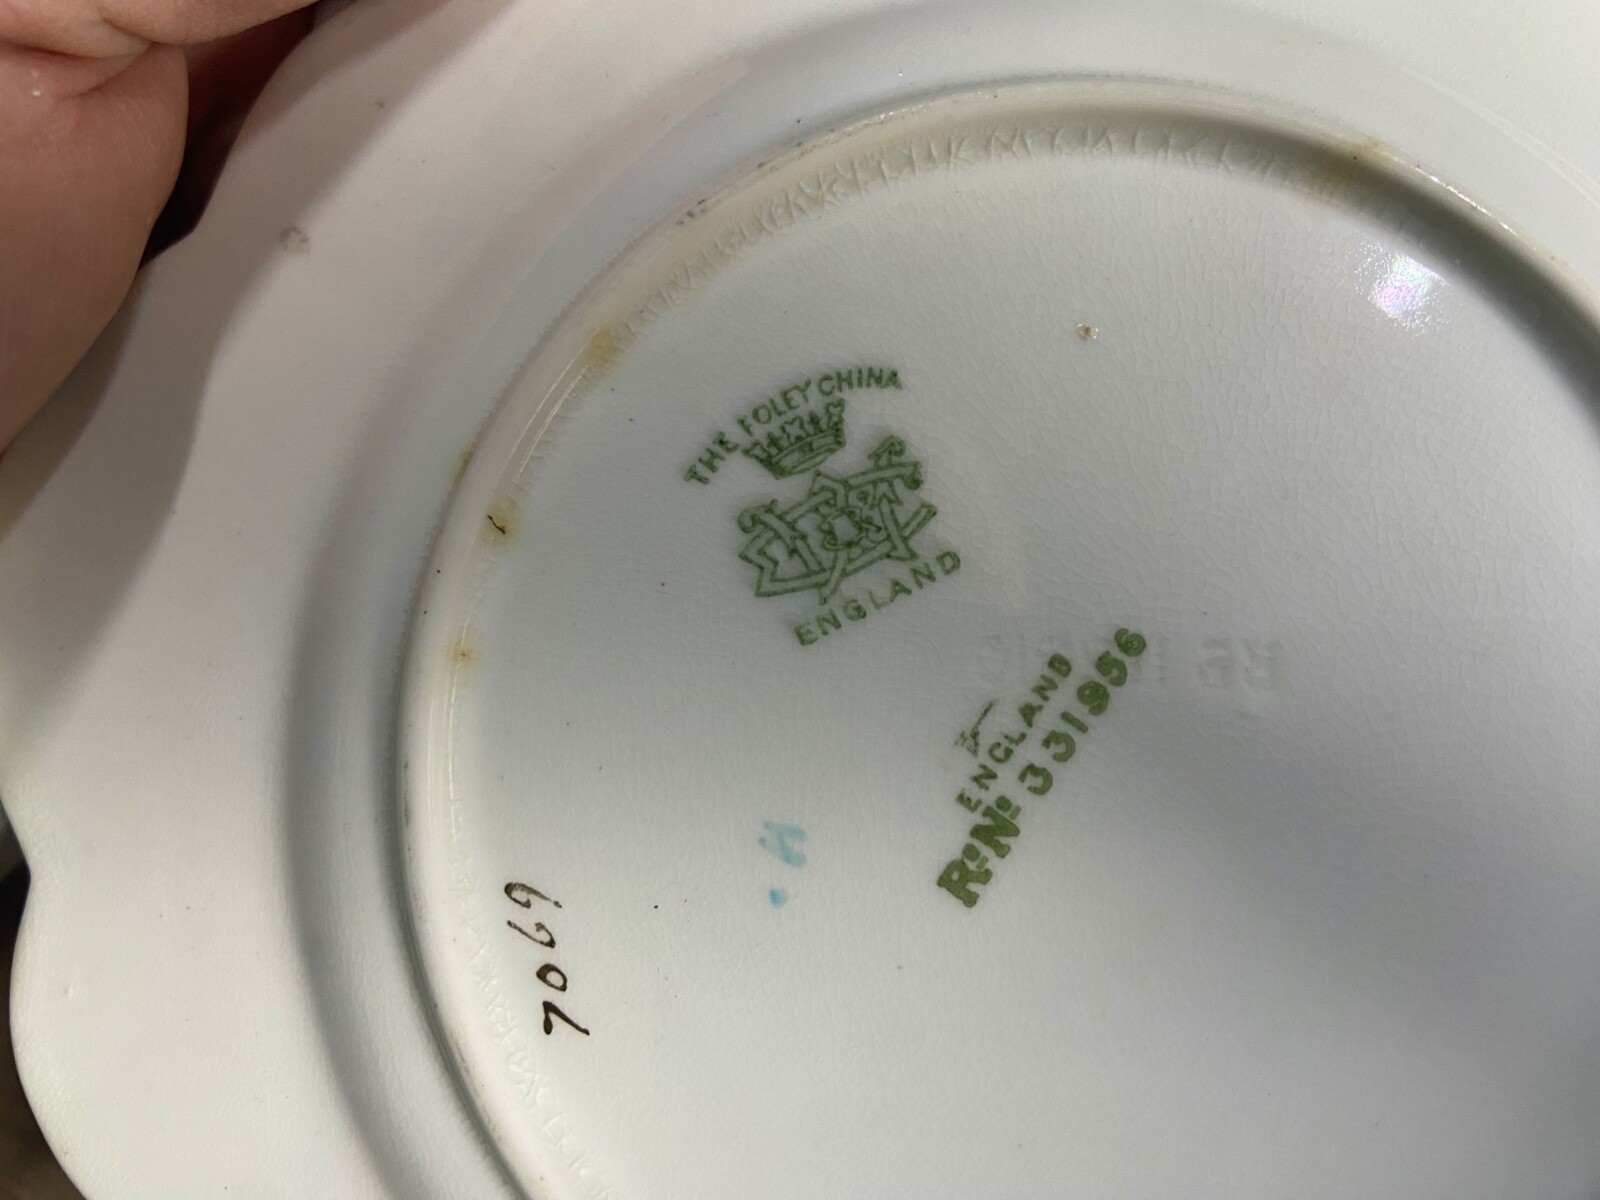 THE FOLEY CHINA
ENGLAND
ENGLAND
Rᴰ Nº 331956
7069